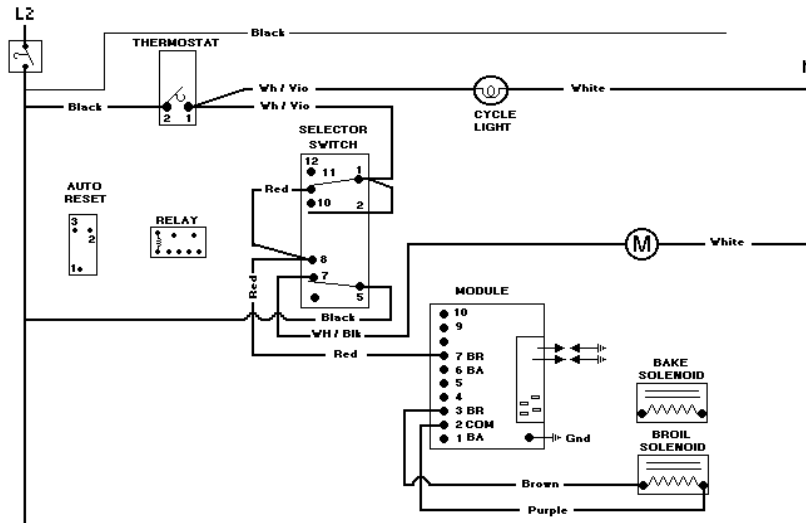 L2
Black
THERMOSTAT
Wh / Vio
White
Black
2 1
Wh / Vio
CYCLE
LIGHT
SELECTOR
SWITCH
12
11
1
Red
10
2
AUTO
RESET
3
2
1
RELAY
8
7
5
M
White
Red
Black
WH / Blk
Red
MODULE
10
9
7 BR
6 BA
5
4
3 BR
2 COM
1 BA
Gnd
BAKE
SOLENOID
BROIL
SOLENOID
Brown
Purple